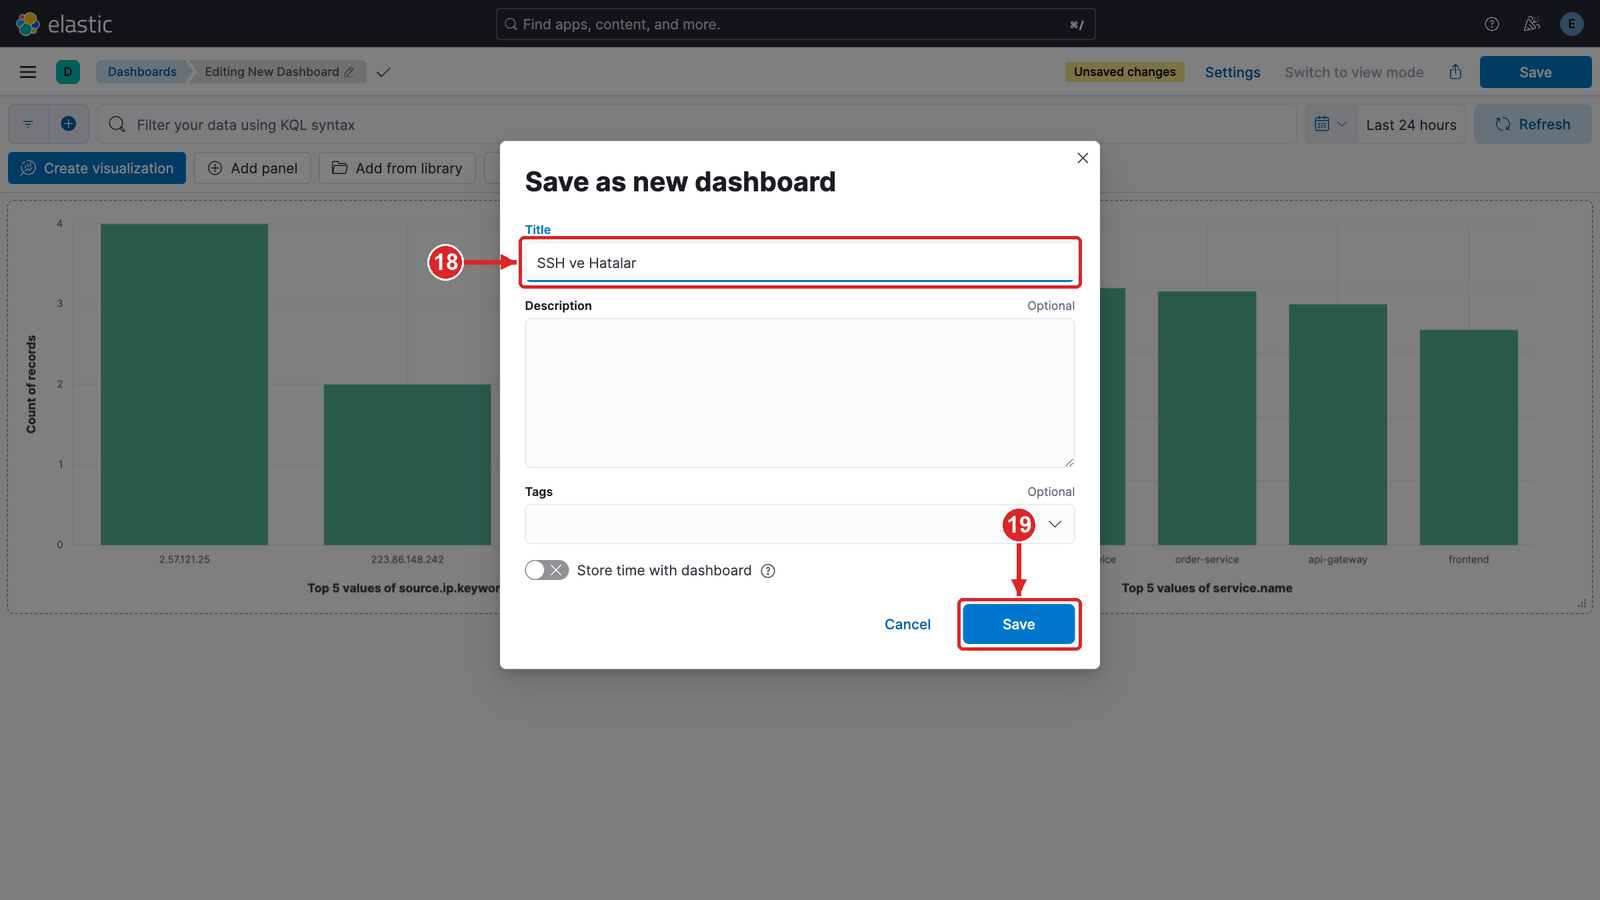 elastic
Find apps, content, and more.
⌘/
E
D
Dashboards
Editing New Dashboard
Unsaved changes
Settings
Switch to view mode
Save
Filter your data using KQL syntax
Last 24 hours
Refresh
Create visualization
Add panel
Add from library
Save as new dashboard
Title
18
SSH ve Hatalar
Description
Optional
Tags
Optional
19
Store time with dashboard
Cancel
Save
Count of records
4
3
2
1
0
2.57.121.25
223.86.148.242
Top 5 values of source.ip.keywor
order-service
api-gateway
frontend
Top 5 values of service.name